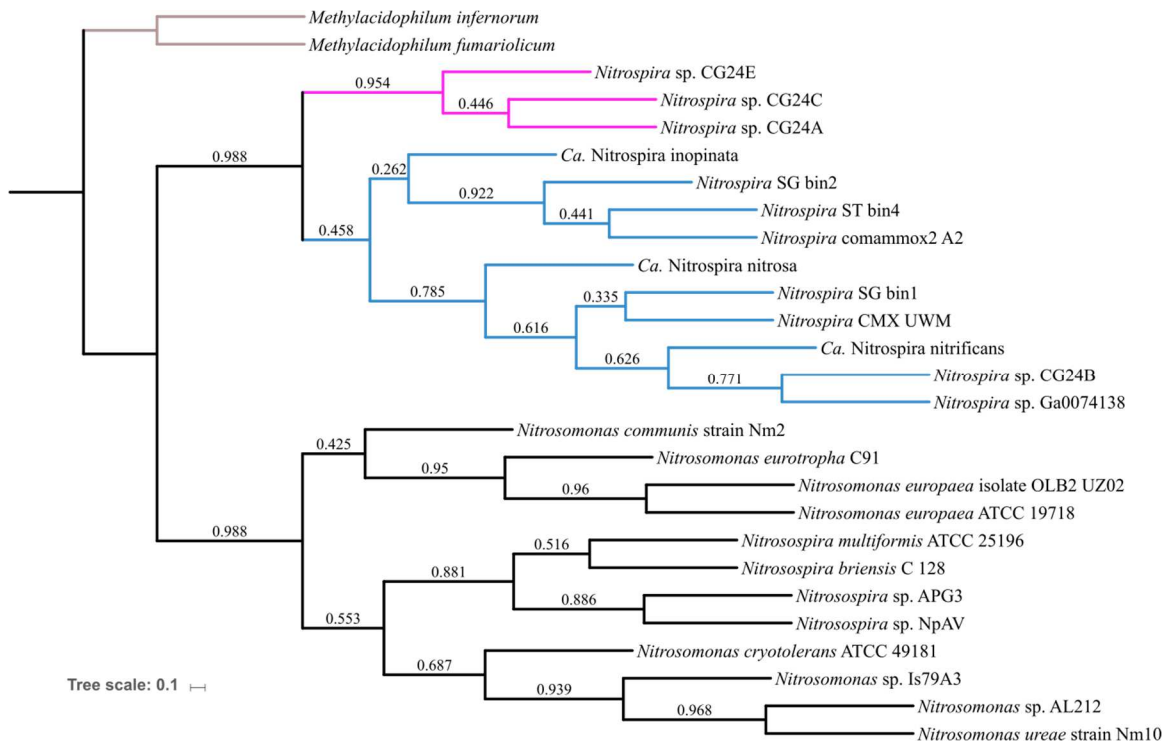 Methylacidophilum infernorum
Methylacidophilum fumariolicum
Nitrospira sp. CG24E
0.954
Nitrospira sp. CG24C
0.446
Nitrospira sp. CG24A
0.988
Ca. Nitrospira inopinata
0.262
Nitrospira SG bin2
0.922
Nitrospira ST bin4
0.441
Nitrospira comammox2 A2
0.458
Ca. Nitrospira nitrosa
0.785
Nitrospira SG bin1
0.335
Nitrospira CMX UWM
0.616
Ca. Nitrospira nitrificans
0.626
Nitrospira sp. CG24B
0.771
Nitrospira sp. Ga0074138
Nitrosomonas communis strain Nm2
0.425
Nitrosomonas eurotropha C91
0.95
Nitrosomonas europaea isolate OLB2 UZ02
0.96
Nitrosomonas europaea ATCC 19718
0.988
Nitrosospira multiformis ATCC 25196
0.516
Nitrosospira briensis C 128
0.881
Nitrosospira sp. APG3
0.886
Nitrosospira sp. NpAV
0.553
Nitrosomonas cryotolerans ATCC 49181
0.687
Nitrosomonas sp. Is79A3
0.939
Nitrosomonas sp. AL212
0.968
Nitrosomonas ureae strain Nm10
Tree scale: 0.1